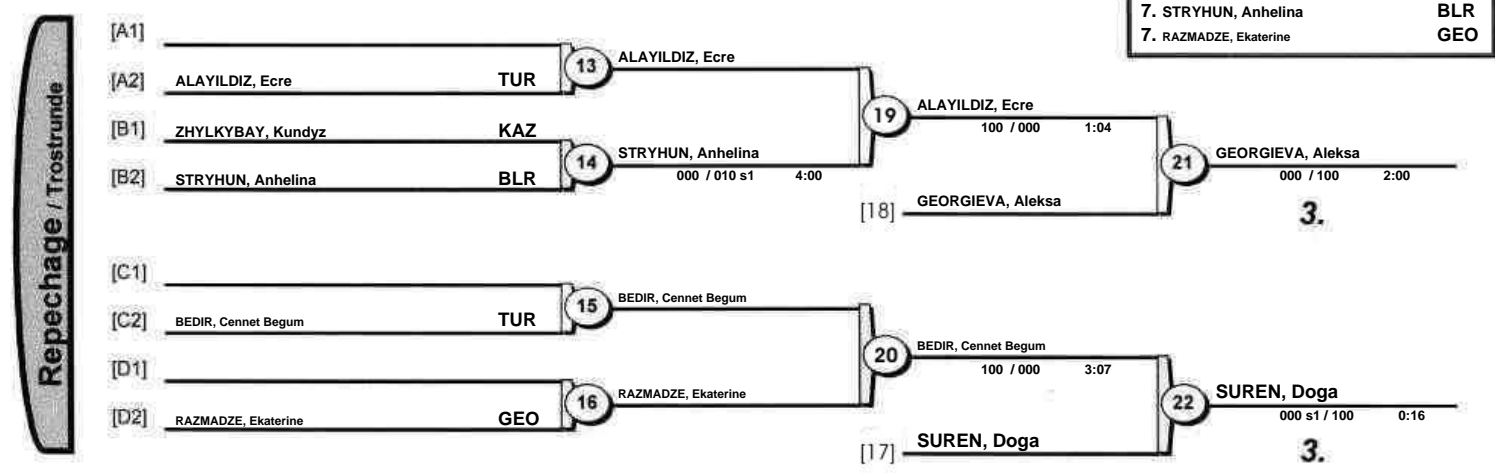 7. STRYHUN, Anhelina BLR
7. RAZMADZE, Ekaterine GEO
Repechage / Trostrunde
[A1]
[A2] ALAYILDIZ, Ecre TUR
13 ALAYILDIZ, Ecre
[B1] ZHYLKYBAY, Kundyz KAZ
[B2] STRYHUN, Anhelina BLR
14 STRYHUN, Anhelina
000 / 010 s1 4:00
19 ALAYILDIZ, Ecre
100 / 000 1:04
[18] GEORGIEVA, Aleksa
21 GEORGIEVA, Aleksa
000 / 100 2:00
3.
[C1]
[C2] BEDIR, Cennet Begum TUR
15 BEDIR, Cennet Begum
[D1]
[D2] RAZMADZE, Ekaterine GEO
16 RAZMADZE, Ekaterine
20 BEDIR, Cennet Begum
100 / 000 3:07
[17] SUREN, Doga
22 SUREN, Doga
000 s1 / 100 0:16
3.